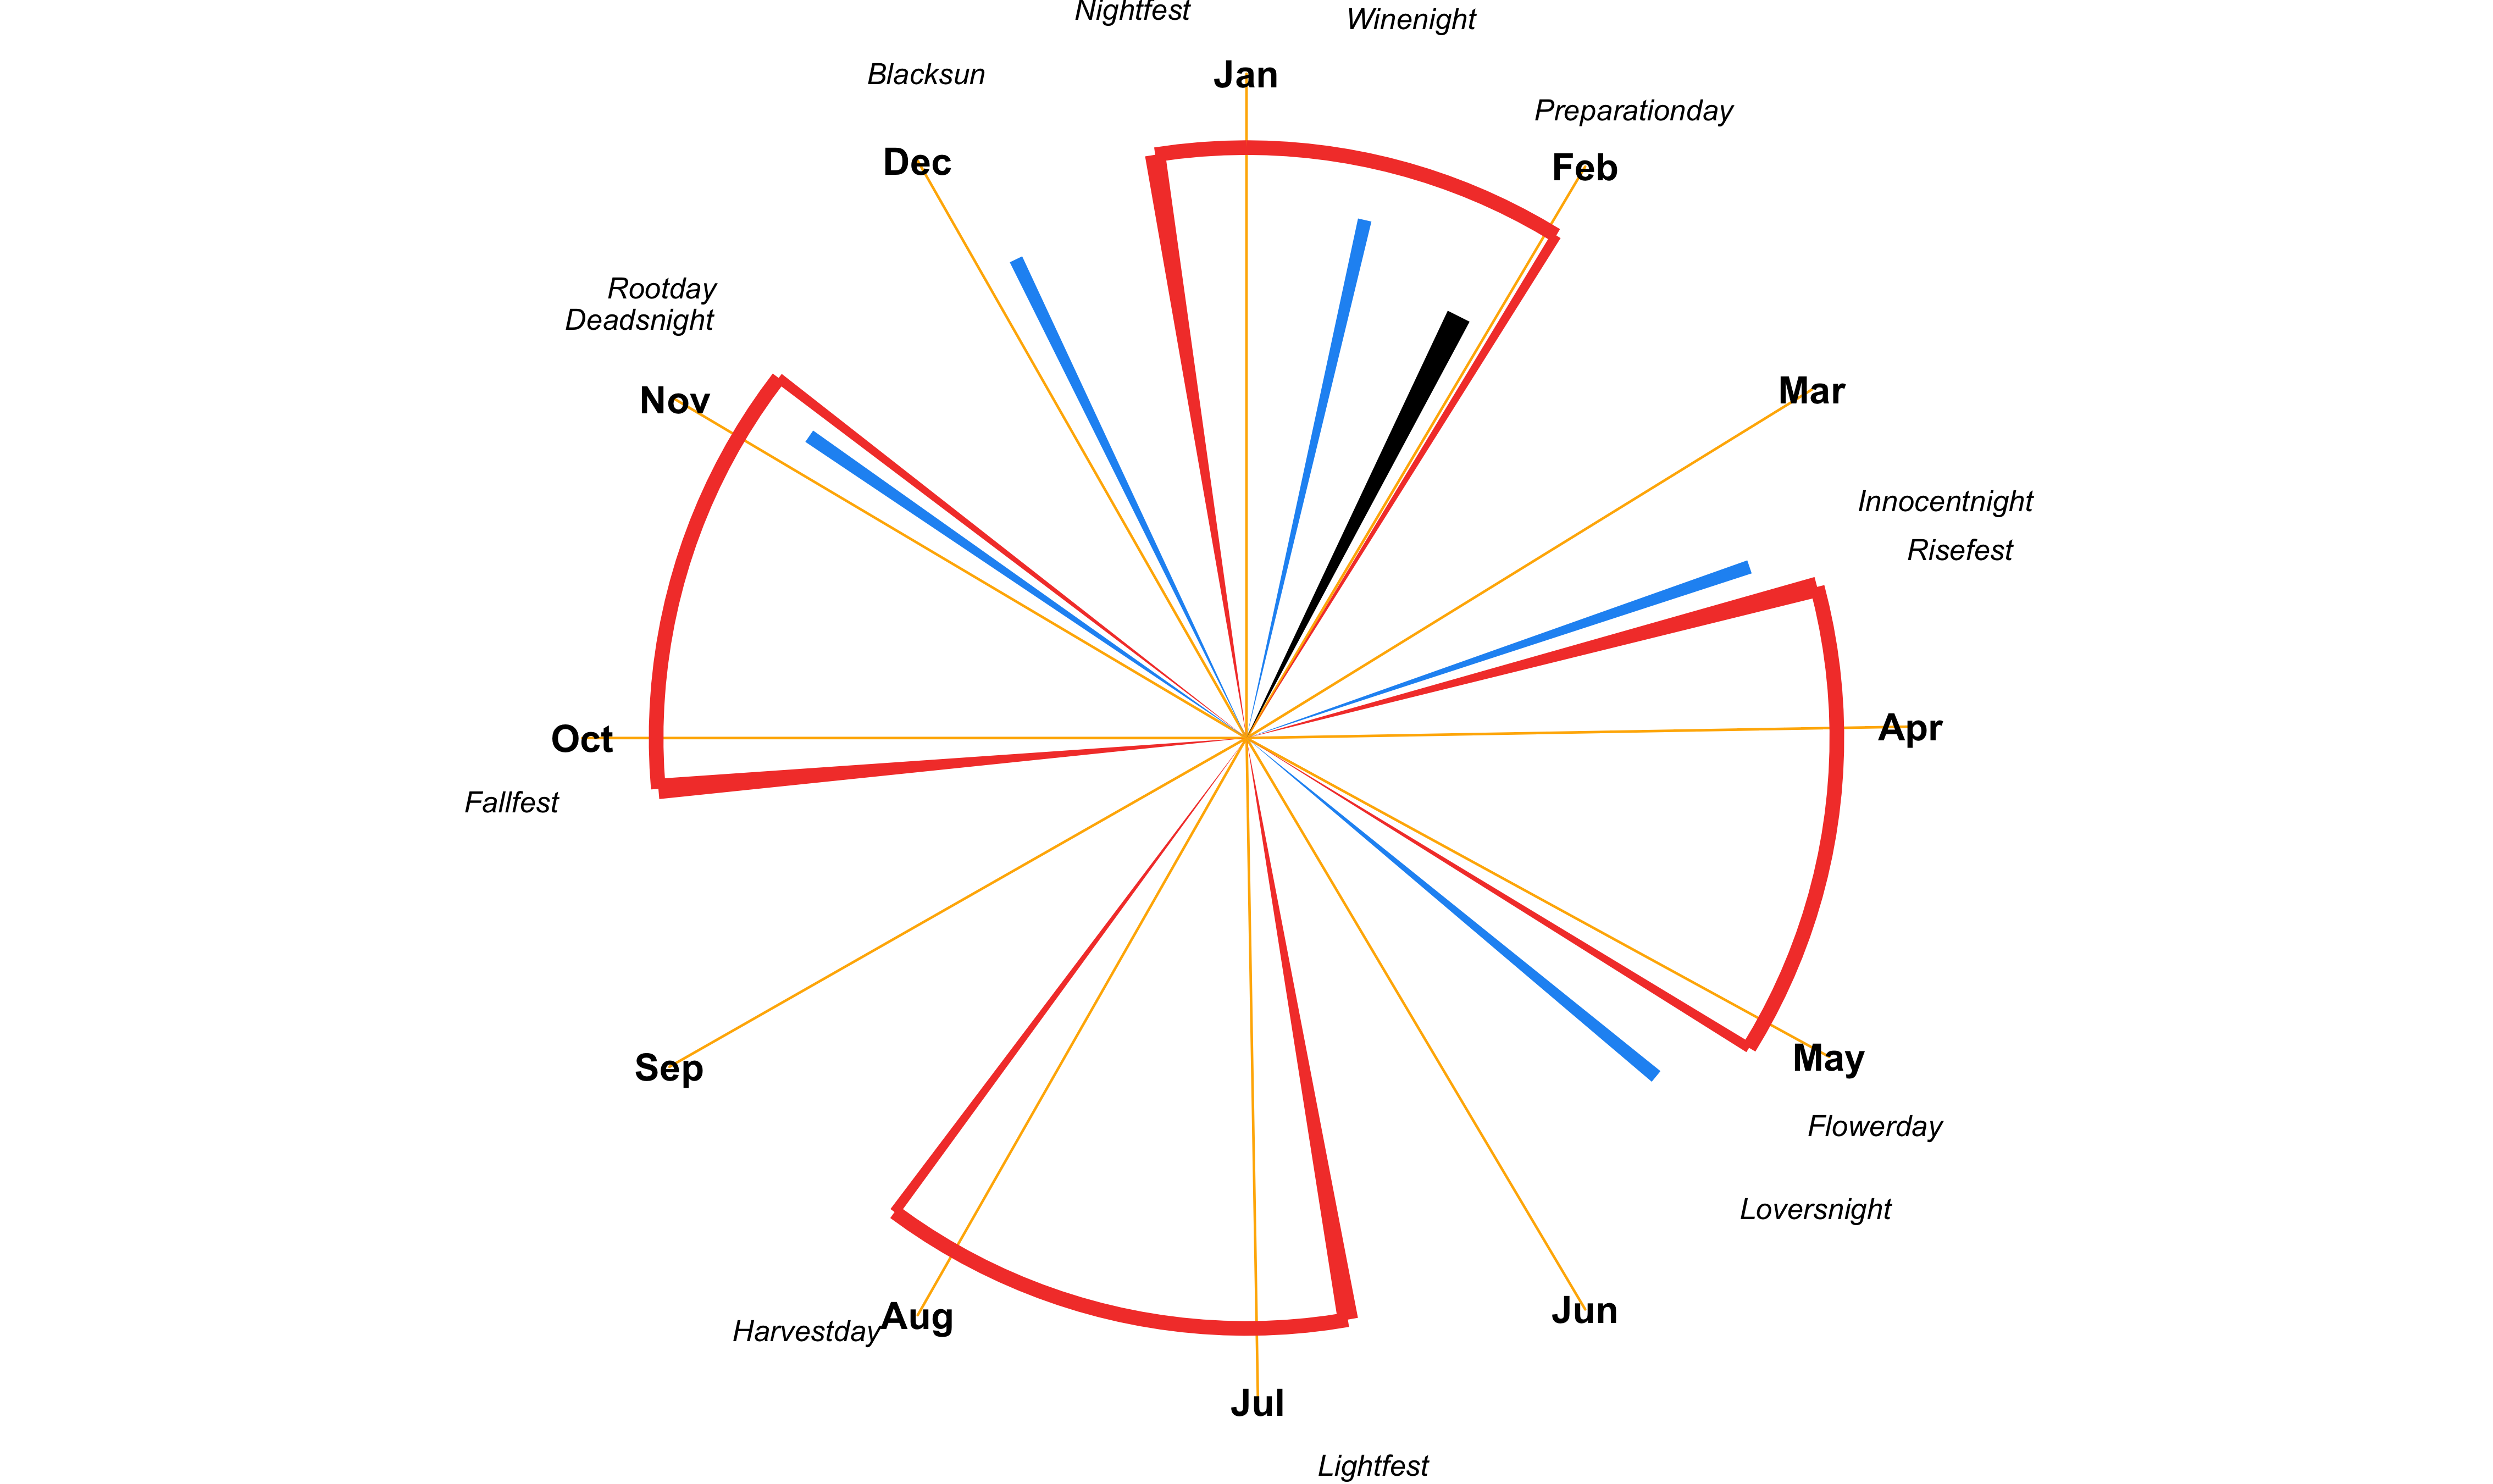 Nightfest
Winenight
Blacksun
Jan
Preparationday
Dec
Feb
Rootday
Deadsnight
Nov
Mar
Innocentnight
Risefest
Oct
Apr
Fallfest
Sep
May
Flowerday
Loversnight
Harvestday
Aug
Jun
Jul
Lightfest